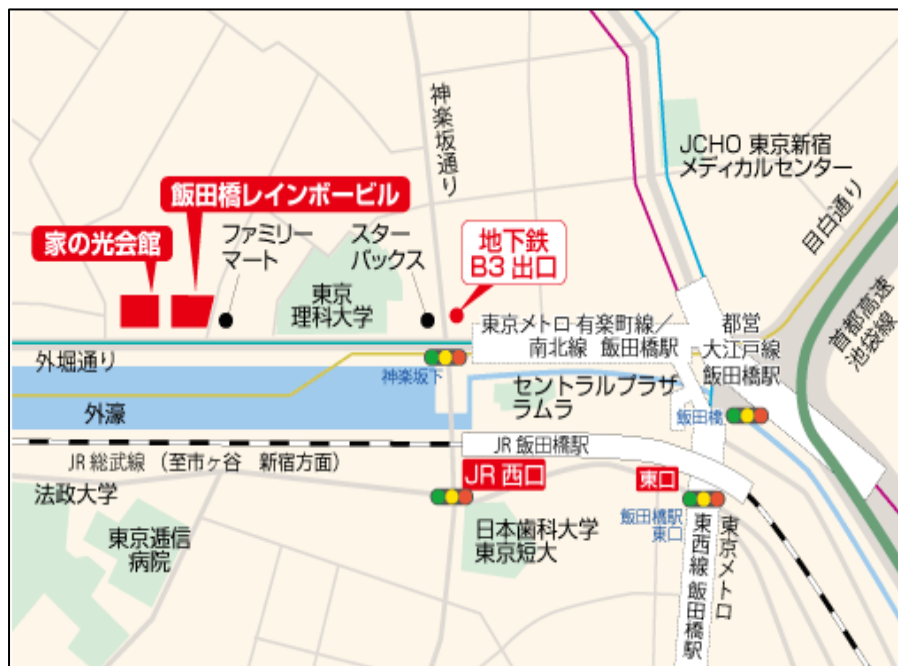 神楽坂通り
JCHO 東京新宿
メディカルセンター
飯田橋レインボービル
家の光会館
ファミリー
マート
スター
バックス
地下鉄
B3 出口
目白通り
首都高速
池袋線
東京
理科大学
東京メトロ 有楽町線／
南北線 飯田橋駅
都営
大江戸線
飯田橋駅
外堀通り
神楽坂下
セントラルプラザ
ラムラ
飯田橋
外濠
JR 飯田橋駅
JR 総武線 （至市ヶ谷 新宿方面）
JR 西口
東口
法政大学
東京逓信
病院
日本歯科大学
東京短大
飯田橋駅
東口
東京メトロ
東西線 飯田橋駅